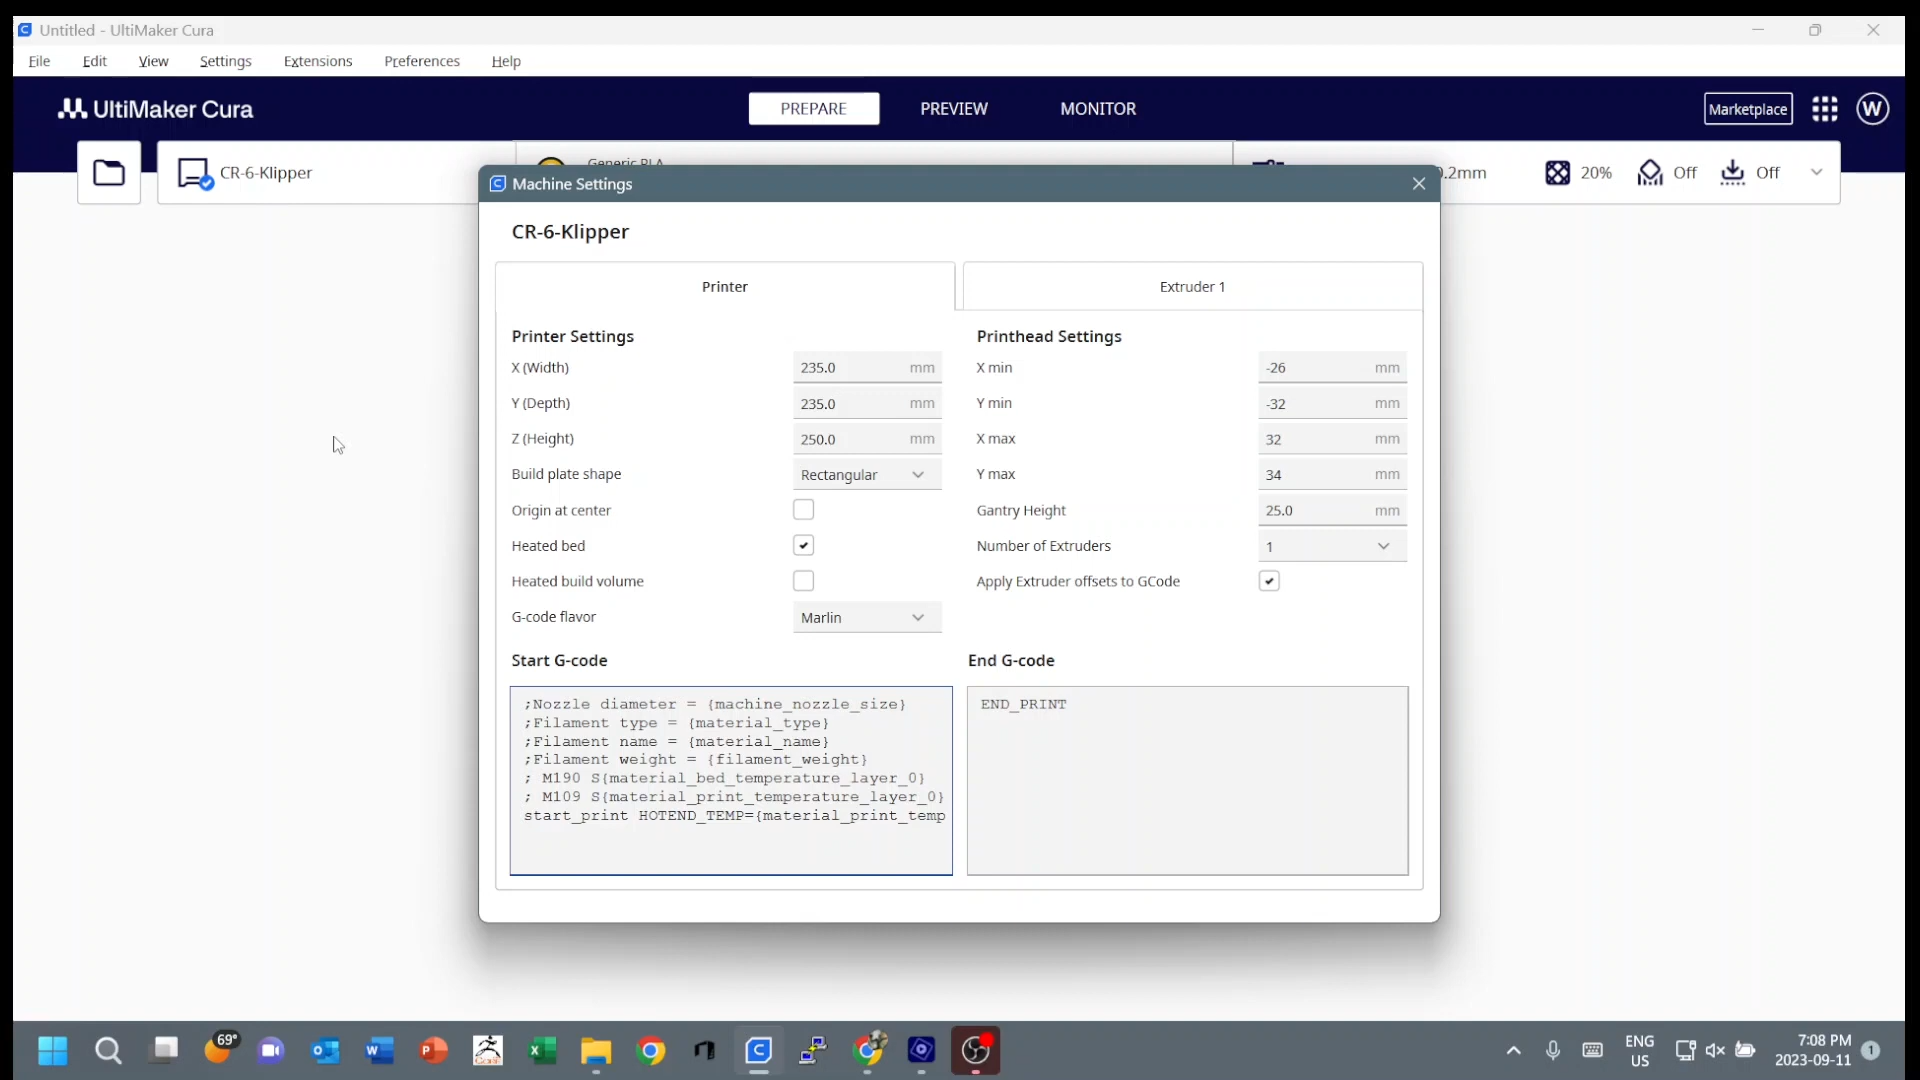 Untitled - UltiMaker Cura
File Edit View Settings Extensions Preferences Help
UltiMaker Cura PREPARE PREVIEW MONITOR Marketplace W
CR-6-Klipper Generic PLA 0.2mm 20% Off Off
Machine Settings
CR-6-Klipper
Printer Extruder 1
Printer Settings Printhead Settings
X (Width) 235.0 mm X min -26 mm
Y (Depth) 235.0 mm Y min -32 mm
Z (Height) 250.0 mm X max 32 mm
Build plate shape Rectangular Y max 34 mm
Origin at center Gantry Height 25.0 mm
Heated bed Number of Extruders 1
Heated build volume Apply Extruder offsets to GCode
G-code flavor Marlin
Start G-code End G-code
;Nozzle diameter = {machine_nozzle_size} END_PRINT
;Filament type = {material_type}
;Filament name = {material_name}
;Filament weight = {filament_weight}
; M190 S{material_bed_temperature_layer_0}
; M109 S{material_print_temperature_layer_0}
start_print HOTEND_TEMP={material_print_temp
69°
ENG 7:08 PM
US 2023-09-11 1